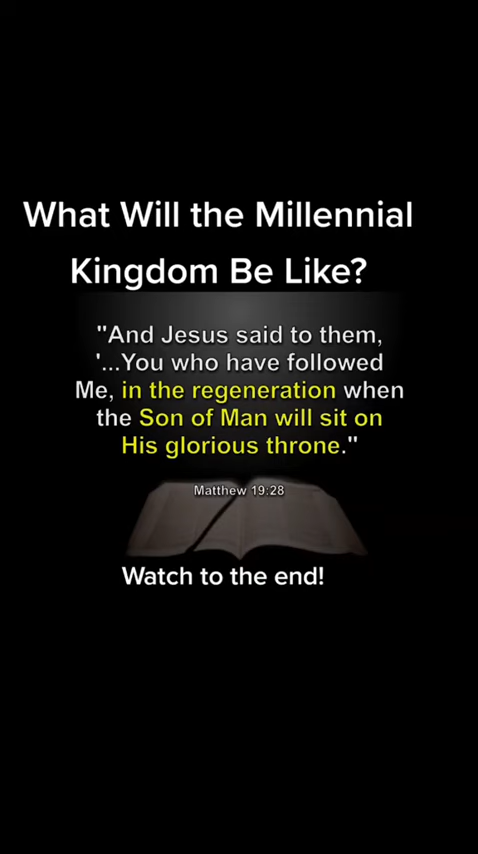 What Will the Millennial
Kingdom Be Like?
"And Jesus said to them,
'...You who have followed
Me, in the regeneration when
the Son of Man will sit on
His glorious throne."
Matthew 19:28
Watch to the end!